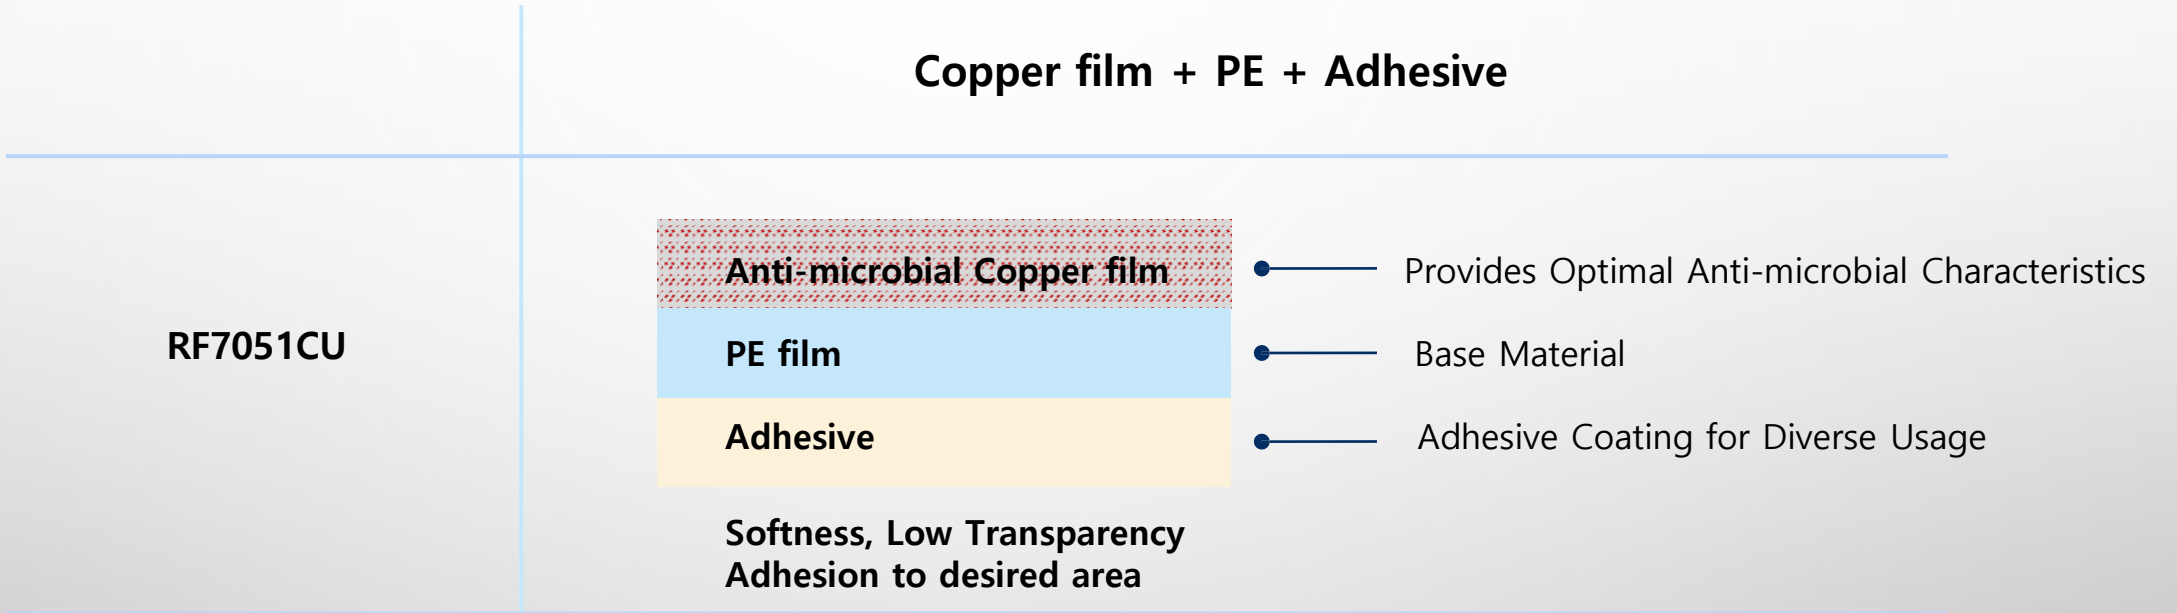 Copper film + PE + Adhesive
RF7051CU
Anti-microbial Copper film
Provides Optimal Anti-microbial Characteristics
PE film
Base Material
Adhesive
Adhesive Coating for Diverse Usage
Softness, Low Transparency
Adhesion to desired area